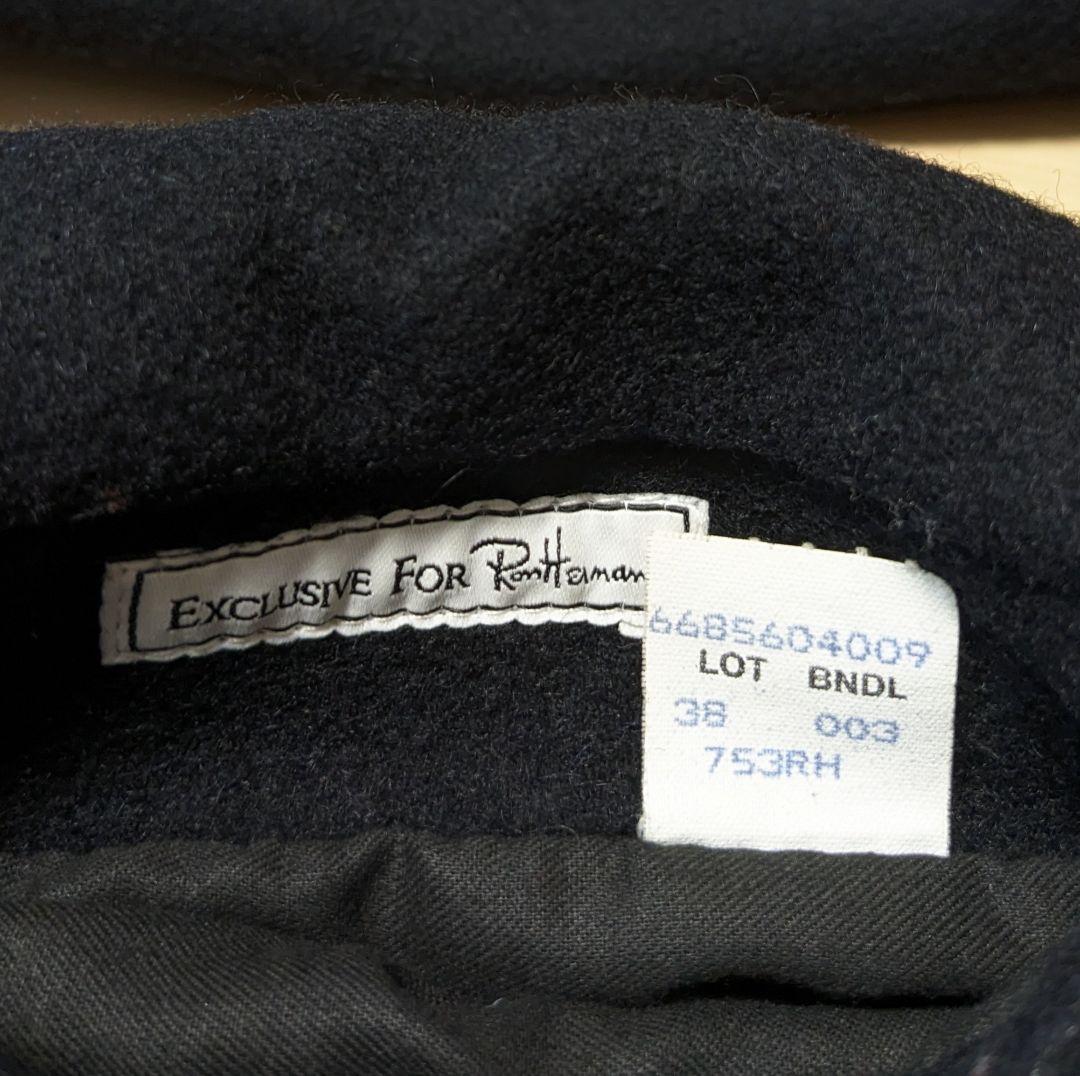 EXCLUSIVE FOR RonHerman
6685604009
LOT BNDL
38 003
753RH